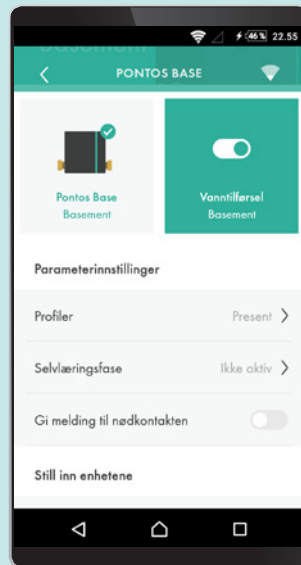 46% 22.55
Basement
PONTOS BASE
Pontos Base
Basement
Vanntilførsel
Basement
Parameterinnstillinger
Profiler Present
Selvlæringsfase Ikke aktiv
Gi melding til nødkontakten
Still inn enhetene